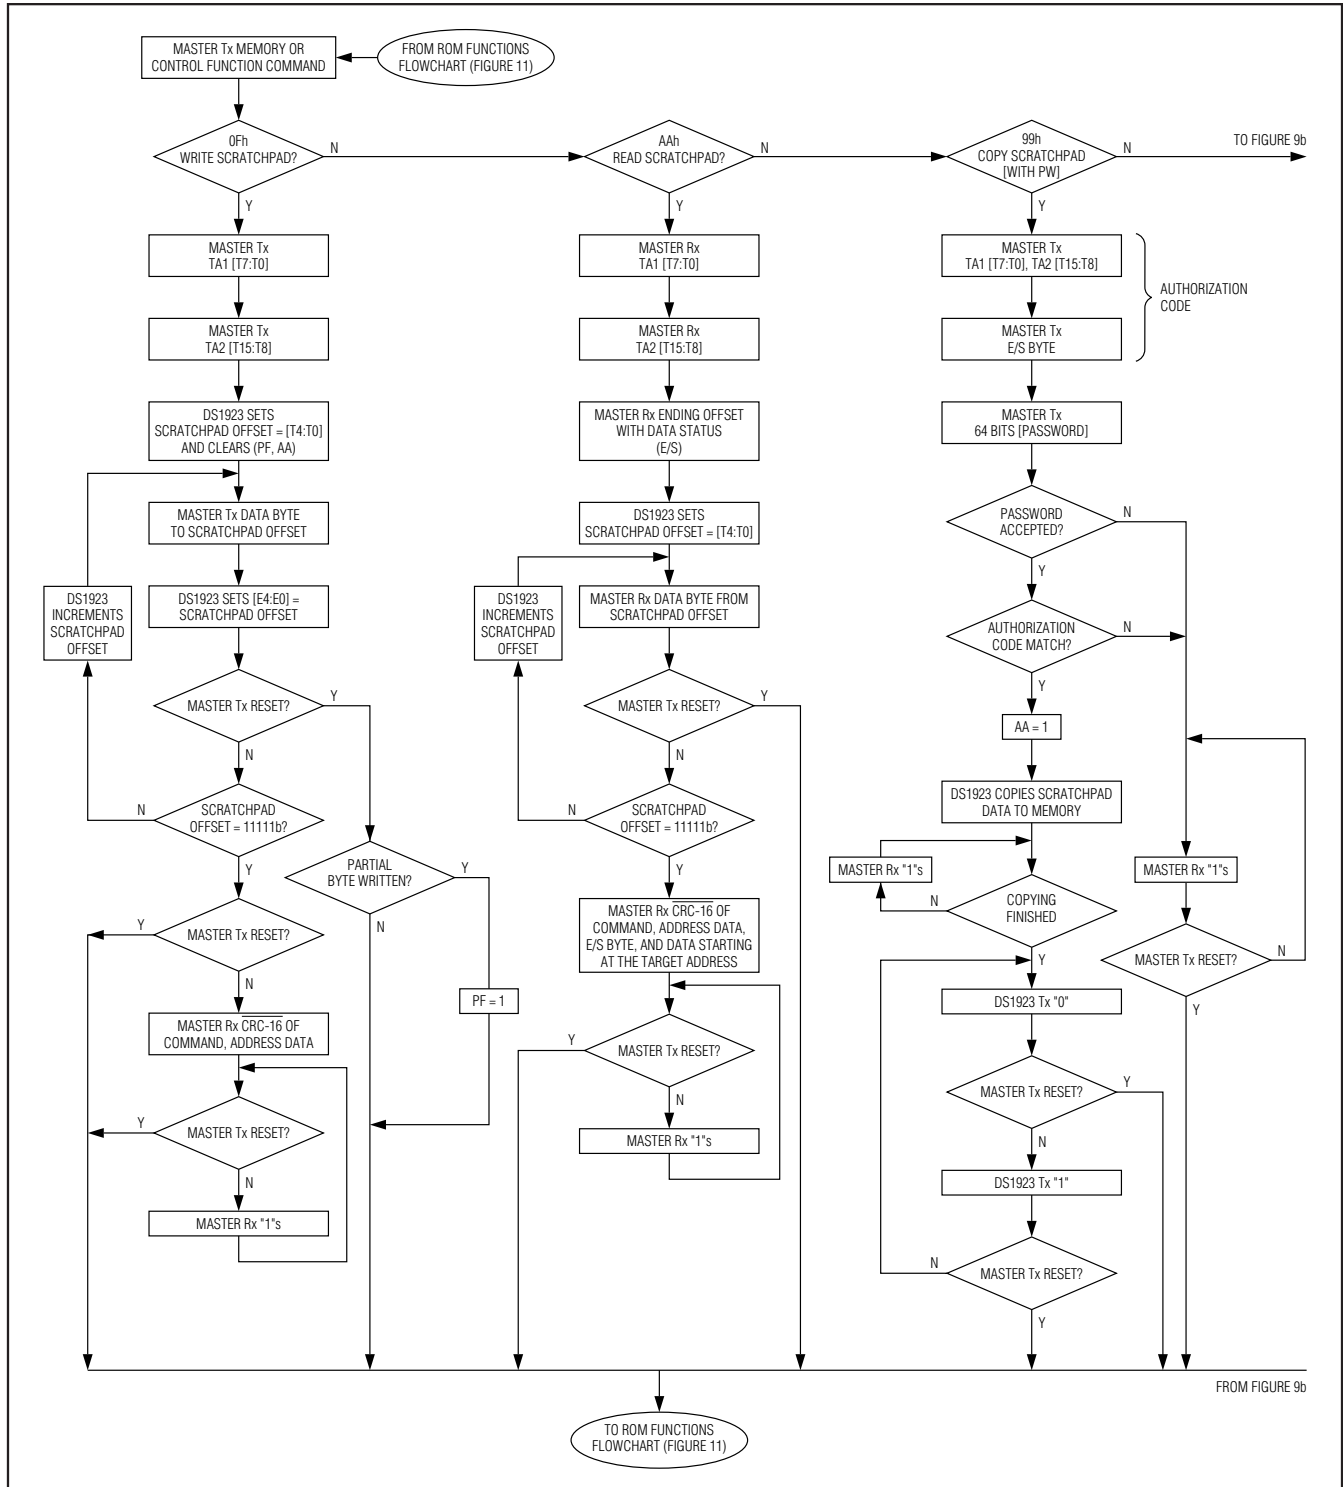 MASTER Tx MEMORY OR
CONTROL FUNCTION COMMAND
FROM ROM FUNCTIONS
FLOWCHART (FIGURE 11)
0Fh
WRITE SCRATCHPAD?
N
Y
MASTER Tx
TA1 [T7:T0]
MASTER Tx
TA2 [T15:T8]
DS1923 SETS
SCRATCHPAD OFFSET = [T4:T0]
AND CLEARS (PF, AA)
MASTER Tx DATA BYTE
TO SCRATCHPAD OFFSET
DS1923
INCREMENTS
SCRATCHPAD
OFFSET
DS1923 SETS [E4:E0] =
SCRATCHPAD OFFSET
MASTER Tx RESET?
Y
N
SCRATCHPAD
OFFSET = 11111b?
N
Y
PARTIAL
BYTE WRITTEN?
Y
N
PF = 1
MASTER Tx RESET?
Y
N
MASTER Rx CRC-16 OF
COMMAND, ADDRESS DATA
MASTER Tx RESET?
Y
N
MASTER Rx "1"s
AAh
READ SCRATCHPAD?
N
Y
MASTER Rx
TA1 [T7:T0]
MASTER Rx
TA2 [T15:T8]
MASTER Rx ENDING OFFSET
WITH DATA STATUS
(E/S)
DS1923 SETS
SCRATCHPAD OFFSET = [T4:T0]
DS1923
INCREMENTS
SCRATCHPAD
OFFSET
MASTER Rx DATA BYTE FROM
SCRATCHPAD OFFSET
MASTER Tx RESET?
Y
N
SCRATCHPAD
OFFSET = 11111b?
N
Y
MASTER Rx CRC-16 OF
COMMAND, ADDRESS DATA,
E/S BYTE, AND DATA STARTING
AT THE TARGET ADDRESS
MASTER Tx RESET?
Y
N
MASTER Rx "1"s
99h
COPY SCRATCHPAD
[WITH PW]
N
TO FIGURE 9b
Y
MASTER Tx
TA1 [T7:T0], TA2 [T15:T8]
AUTHORIZATION
CODE
MASTER Tx
E/S BYTE
MASTER Tx
64 BITS [PASSWORD]
PASSWORD
ACCEPTED?
N
Y
AUTHORIZATION
CODE MATCH?
N
Y
AA = 1
DS1923 COPIES SCRATCHPAD
DATA TO MEMORY
MASTER Rx "1"s
COPYING
FINISHED
N
Y
MASTER Rx "1"s
MASTER Tx RESET?
N
Y
DS1923 Tx "0"
MASTER Tx RESET?
Y
N
DS1923 Tx "1"
MASTER Tx RESET?
N
Y
FROM FIGURE 9b
TO ROM FUNCTIONS
FLOWCHART (FIGURE 11)